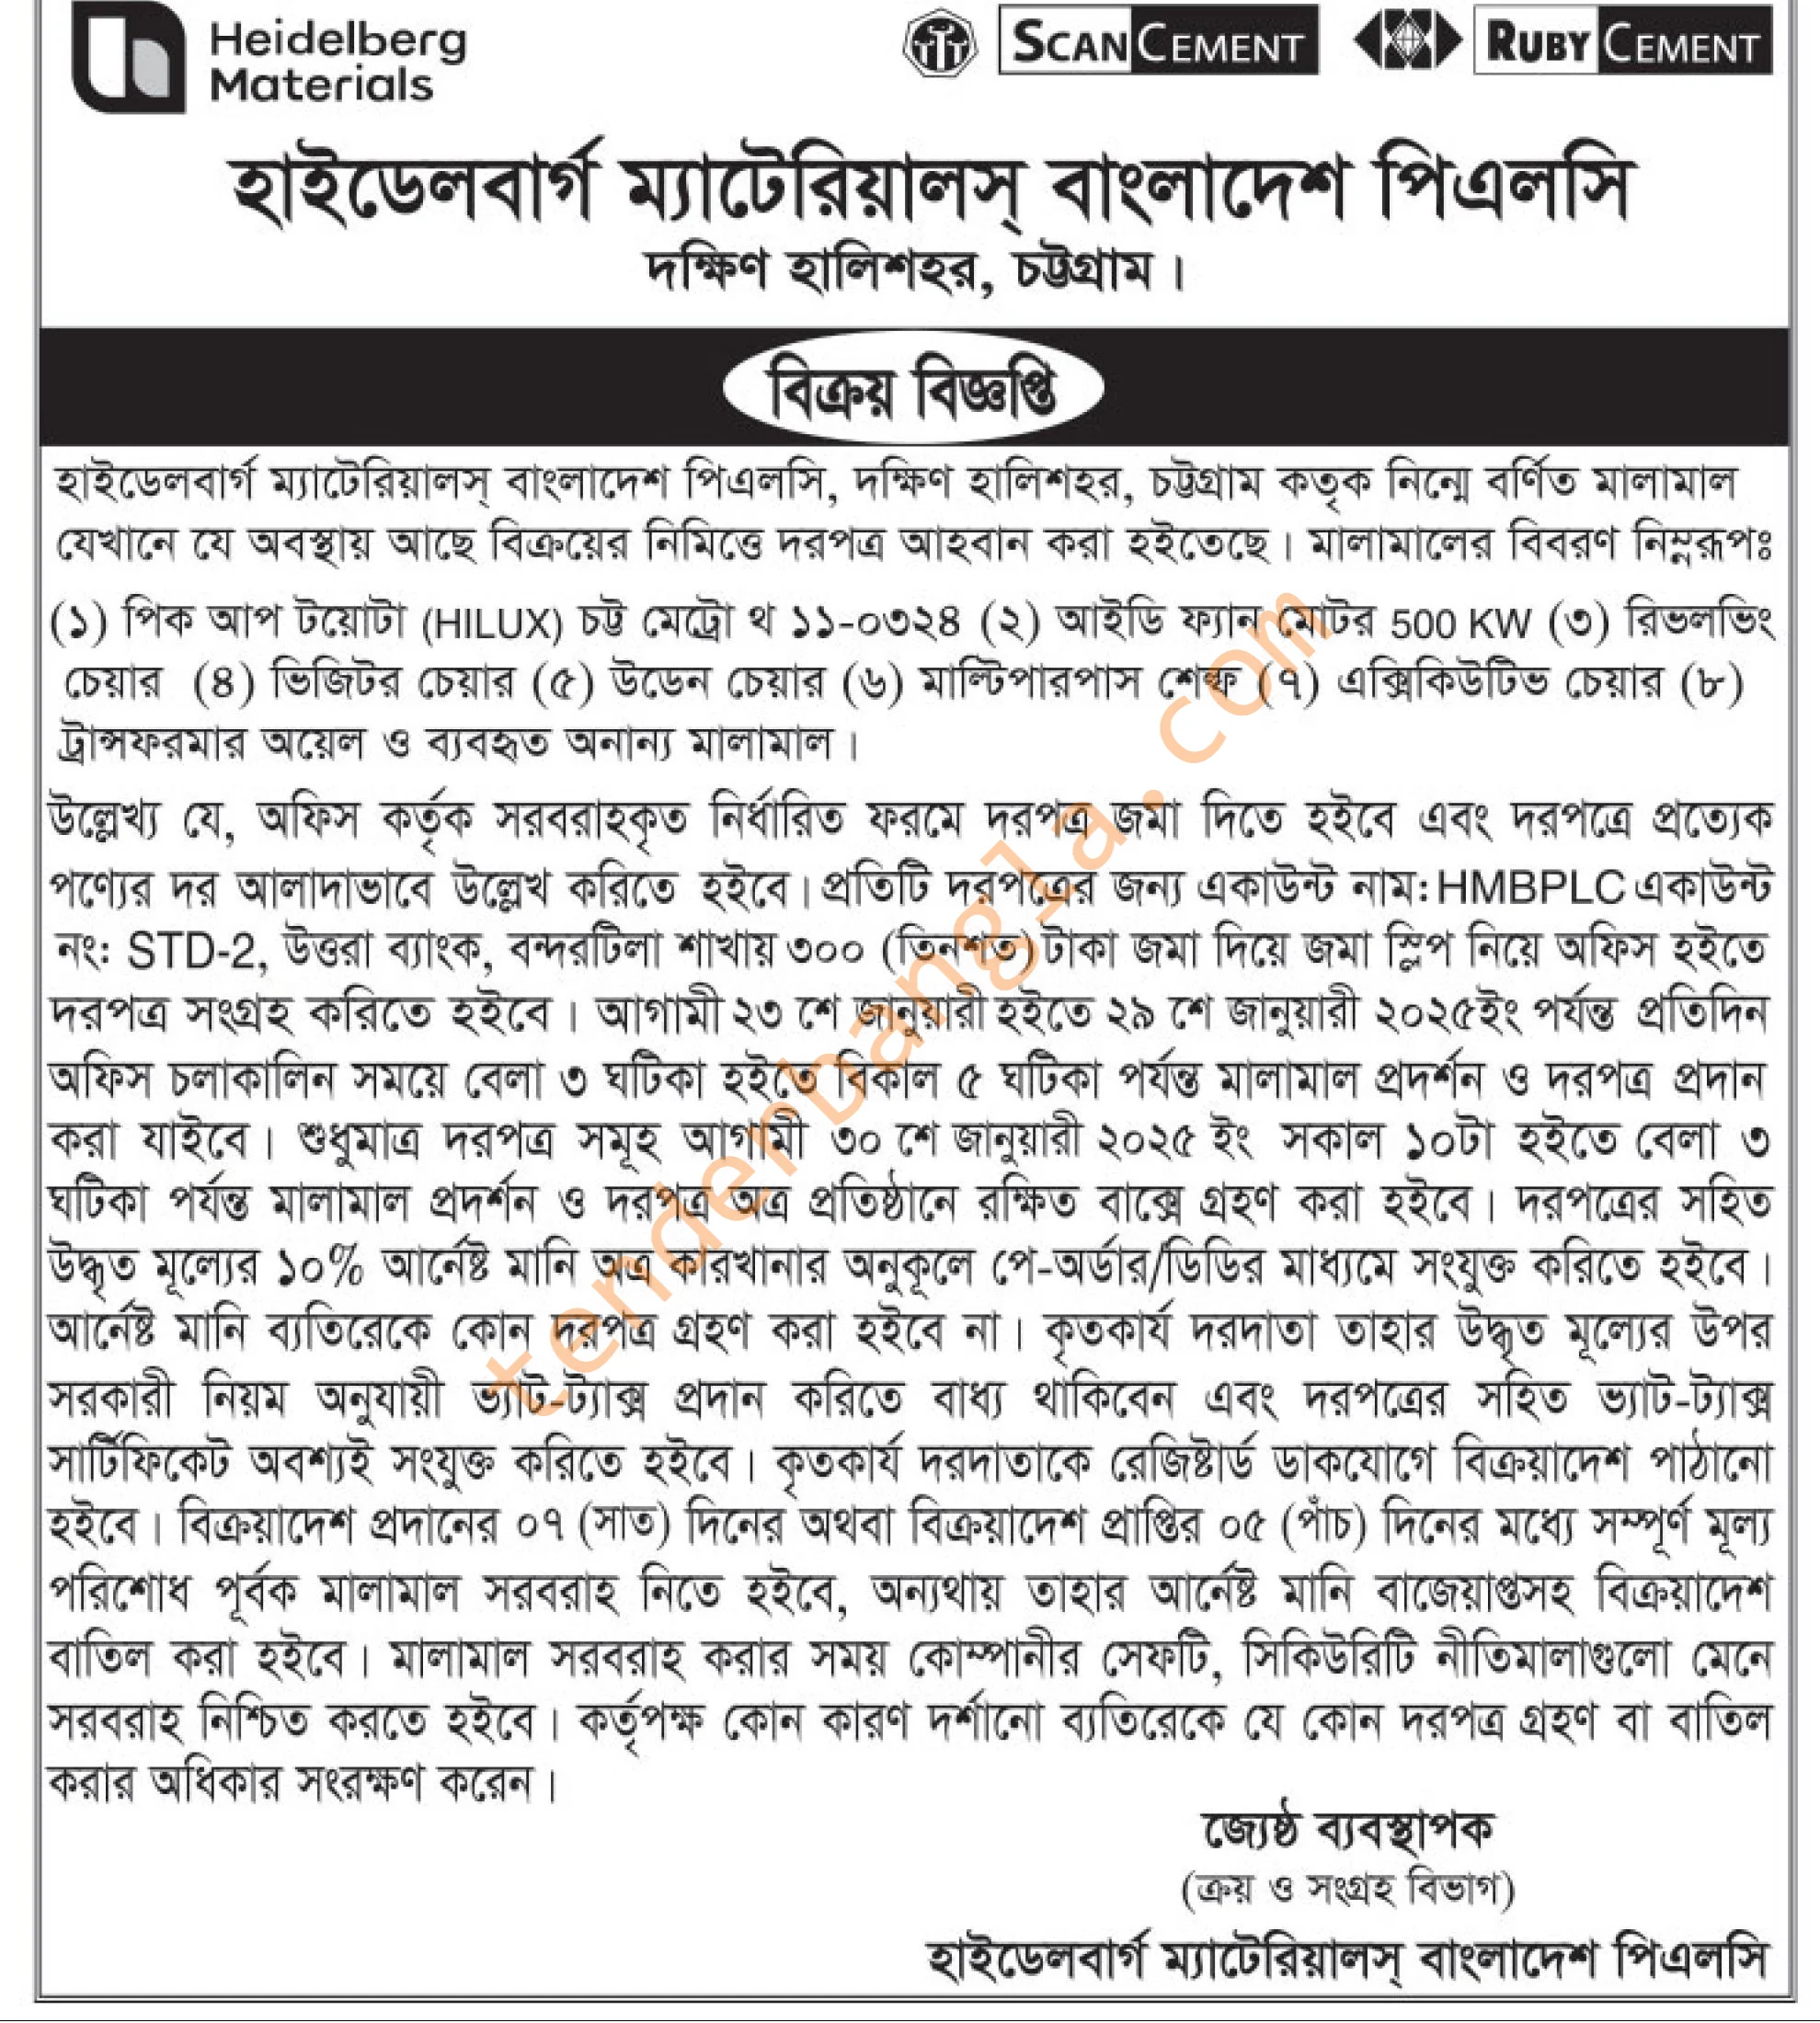 Heidelberg
Materials
SCAN CEMENT
RUBY CEMENT
হাইডেলবার্গ ম্যাটেরিয়ালস্ বাংলাদেশ পিএলসি
দক্ষিণ হালিশহর, চট্টগ্রাম।
বিক্রয় বিজ্ঞপ্তি
হাইডেলবার্গ ম্যাটেরিয়ালস্ বাংলাদেশ পিএলসি, দক্ষিণ হালিশহর, চট্টগ্রাম কতৃক নিন্মে বর্ণিত মালামাল
যেখানে যে অবস্থায় আছে বিক্রয়ের নিমিত্তে দরপত্র আহবান করা হইতেছে। মালামালের বিবরণ নিম্নরূপঃ
(১) পিক আপ টয়োটা (HILUX) চট্ট মেট্রো থ ১১-০৩২৪ (২) আইডি ফ্যান মোটর 500 KW (৩) রিভলভিং
চেয়ার (৪) ভিজিটর চেয়ার (৫) উডেন চেয়ার (৬) মাল্টিপারপাস শেল্ফ (৭) এক্সিকিউটিভ চেয়ার (৮)
ট্রান্সফরমার অয়েল ও ব্যবহৃত অনান্য মালামাল।
উল্লেখ্য যে, অফিস কর্তৃক সরবরাহকৃত নির্ধারিত ফরমে দরপত্র জমা দিতে হইবে এবং দরপত্রে প্রত্যেক
পণ্যের দর আলাদাভাবে উল্লেখ করিতে হইবে। প্রতিটি দরপত্রের জন্য একাউন্ট নাম: HMBPLC একাউন্ট
নং: STD-2, উত্তরা ব্যাংক, বন্দরটিলা শাখায় ৩০০ (তিনশত) টাকা জমা দিয়ে জমা স্লিপ নিয়ে অফিস হইতে
দরপত্র সংগ্রহ করিতে হইবে। আগামী ২৩ শে জানুয়ারী হইতে ২৯ শে জানুয়ারী ২০২৫ইং পর্যন্ত প্রতিদিন
অফিস চলাকালিন সময়ে বেলা ৩ ঘটিকা হইতে বিকাল ৫ ঘটিকা পর্যন্ত মালামাল প্রদর্শন ও দরপত্র প্রদান
করা যাইবে। শুধুমাত্র দরপত্র সমূহ আগামী ৩০ শে জানুয়ারী ২০২৫ ইং সকাল ১০টা হইতে বেলা ৩
ঘটিকা পর্যন্ত মালামাল প্রদর্শন ও দরপত্র অত্র প্রতিষ্ঠানে রক্ষিত বাক্সে গ্রহণ করা হইবে। দরপত্রের সহিত
উদ্ধৃত মূল্যের ১০% আর্নেষ্ট মানি অত্র কারখানার অনুকূলে পে-অর্ডার/ডিডির মাধ্যমে সংযুক্ত করিতে হইবে।
আর্নেষ্ট মানি ব্যতিরেকে কোন দরপত্র গ্রহণ করা হইবে না। কৃতকার্য দরদাতা তাহার উদ্ধৃত মূল্যের উপর
সরকারী নিয়ম অনুযায়ী ভ্যাট-ট্যাক্স প্রদান করিতে বাধ্য থাকিবেন এবং দরপত্রের সহিত ভ্যাট-ট্যাক্স
সার্টিফিকেট অবশ্যই সংযুক্ত করিতে হইবে। কৃতকার্য দরদাতাকে রেজিষ্টার্ড ডাকযোগে বিক্রয়াদেশ পাঠানো
হইবে। বিক্রয়াদেশ প্রদানের ০৭ (সাত) দিনের অথবা বিক্রয়াদেশ প্রাপ্তির ০৫ (পাঁচ) দিনের মধ্যে সম্পূর্ণ মূল্য
পরিশোধ পূর্বক মালামাল সরবরাহ নিতে হইবে, অন্যথায় তাহার আর্নেষ্ট মানি বাজেয়াপ্তসহ বিক্রয়াদেশ
বাতিল করা হইবে। মালামাল সরবরাহ করার সময় কোম্পানীর সেফটি, সিকিউরিটি নীতিমালাগুলো মেনে
সরবরাহ নিশ্চিত করতে হইবে। কর্তৃপক্ষ কোন কারণ দর্শানো ব্যতিরেকে যে কোন দরপত্র গ্রহণ বা বাতিল
করার অধিকার সংরক্ষণ করেন।
জ্যেষ্ঠ ব্যবস্থাপক
(ক্রয় ও সংগ্রহ বিভাগ)
হাইডেলবার্গ ম্যাটেরিয়ালস্ বাংলাদেশ পিএলসি
tenderbangla.com